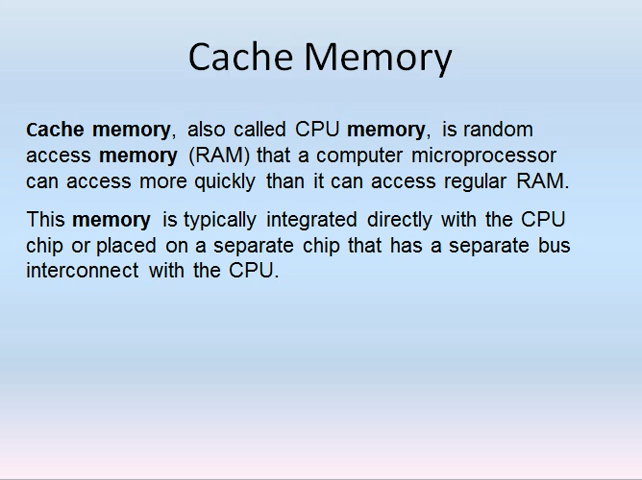 Cache Memory
Cache memory, also called CPU memory, is random
access memory (RAM) that a computer microprocessor
can access more quickly than it can access regular RAM.
This memory is typically integrated directly with the CPU
chip or placed on a separate chip that has a separate bus
interconnect with the CPU.